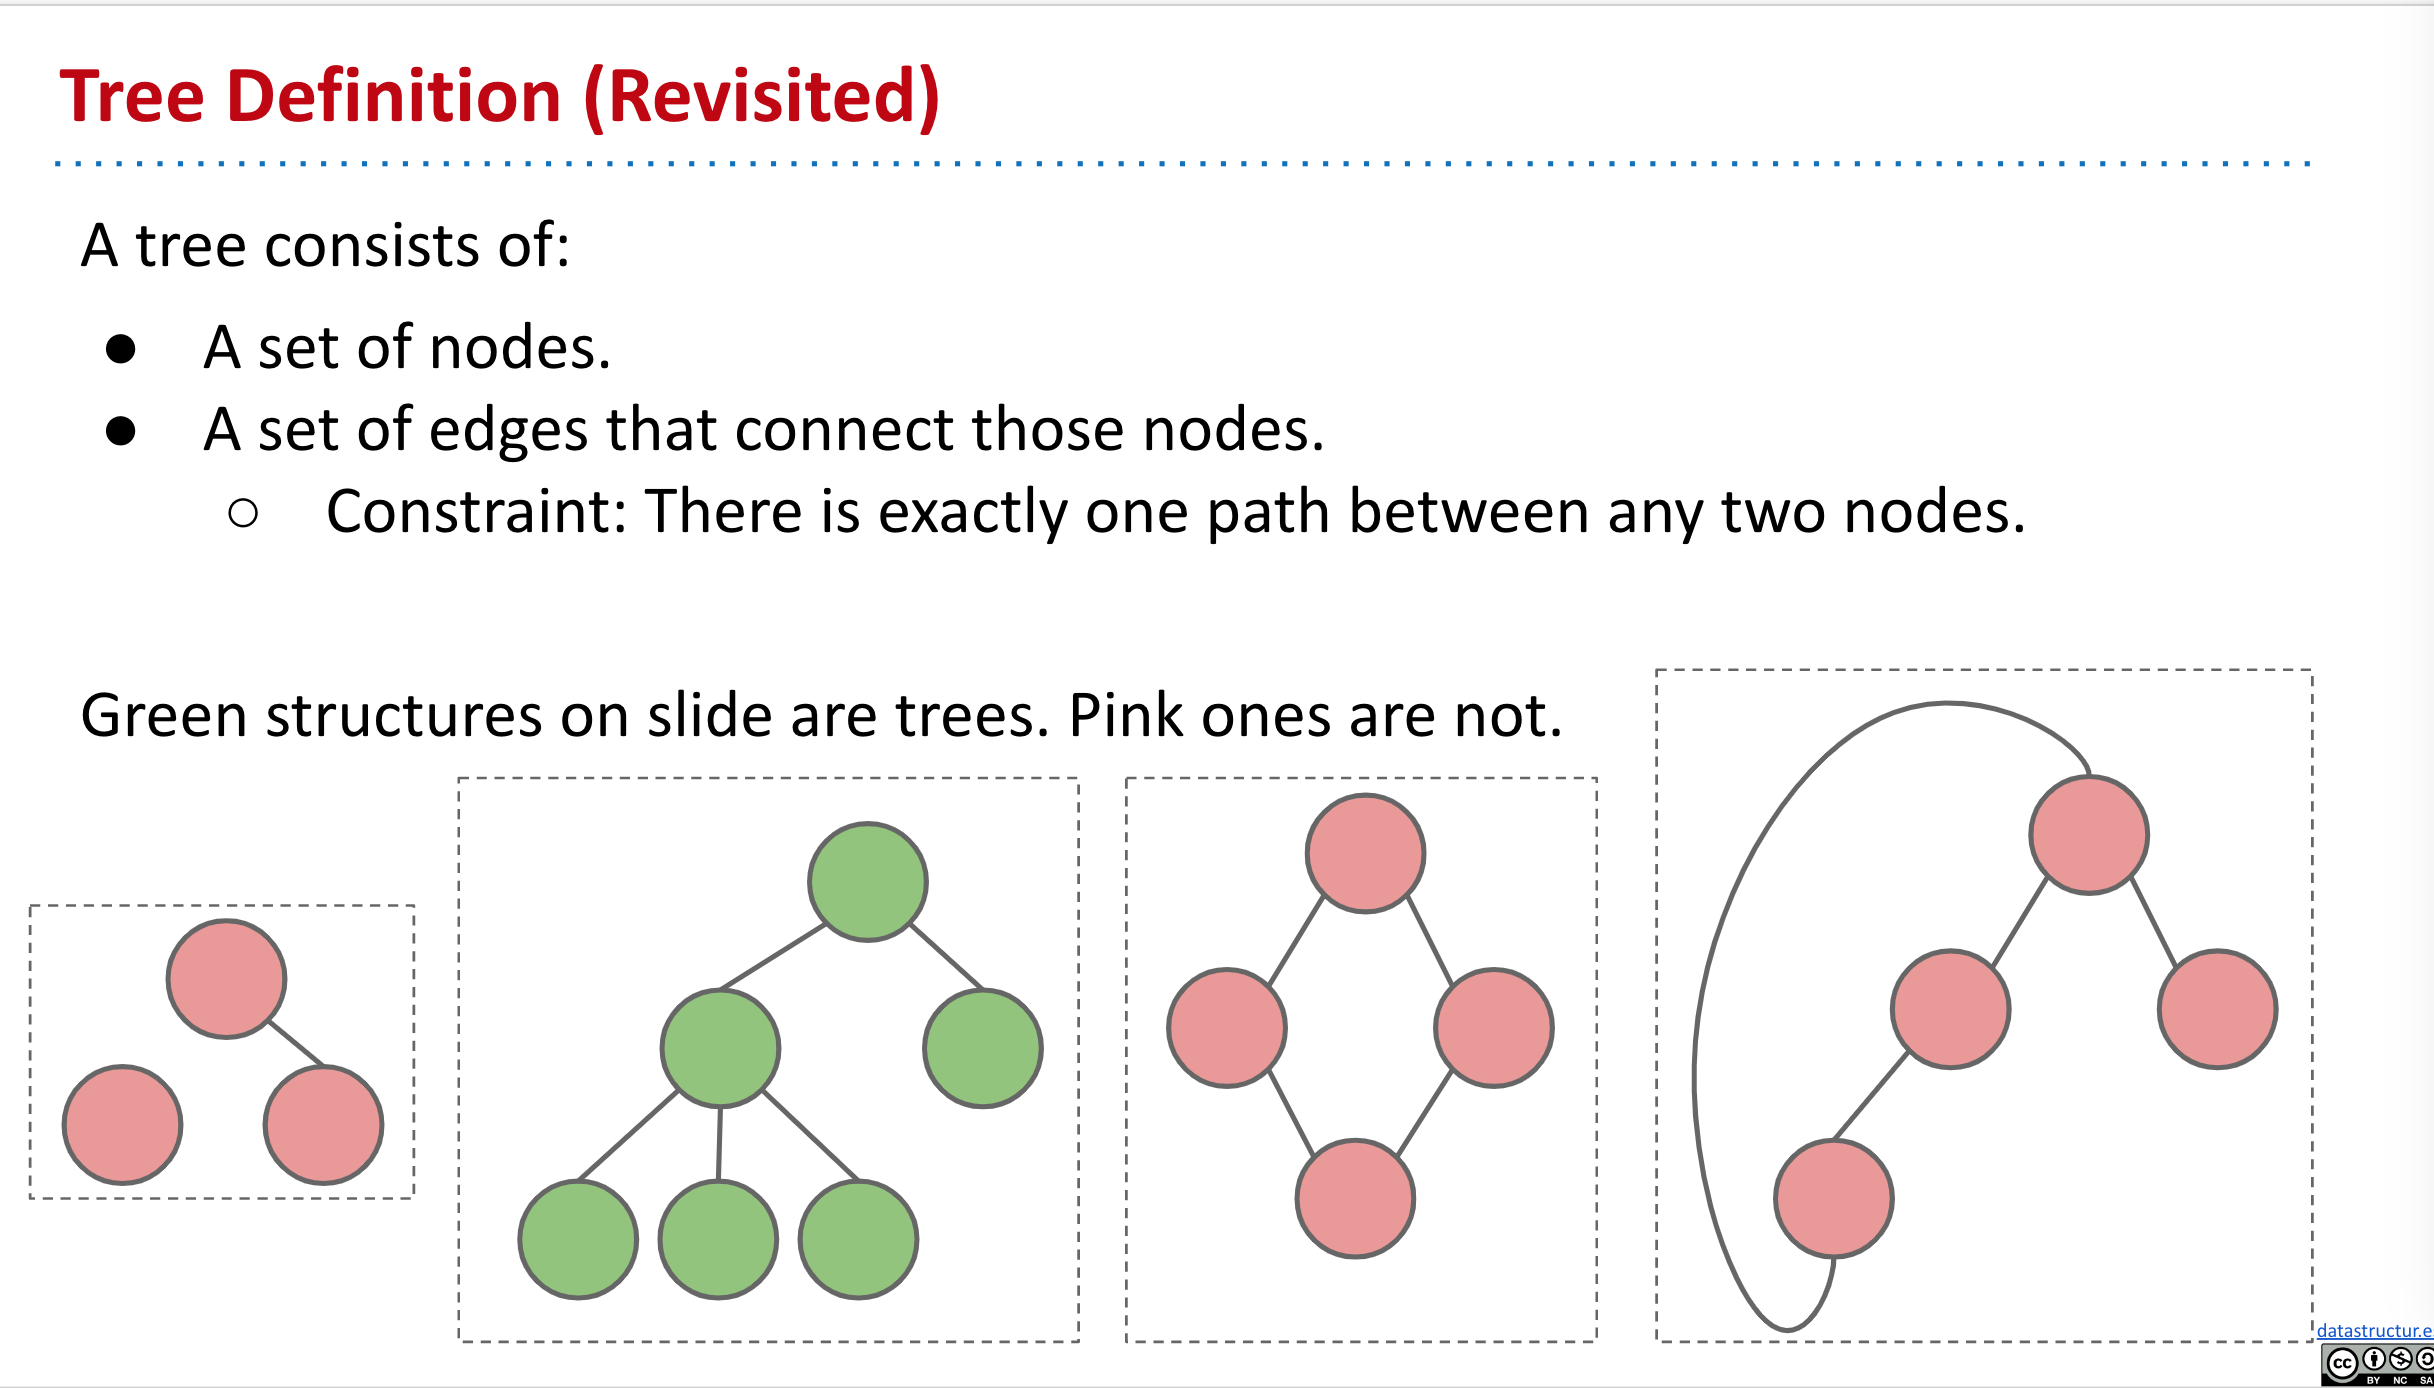 Tree Definition (Revisited)
A tree consists of:
● A set of nodes.
● A set of edges that connect those nodes.
○ Constraint: There is exactly one path between any two nodes.
Green structures on slide are trees. Pink ones are not.
datastructur.e
cc
BY NC SA